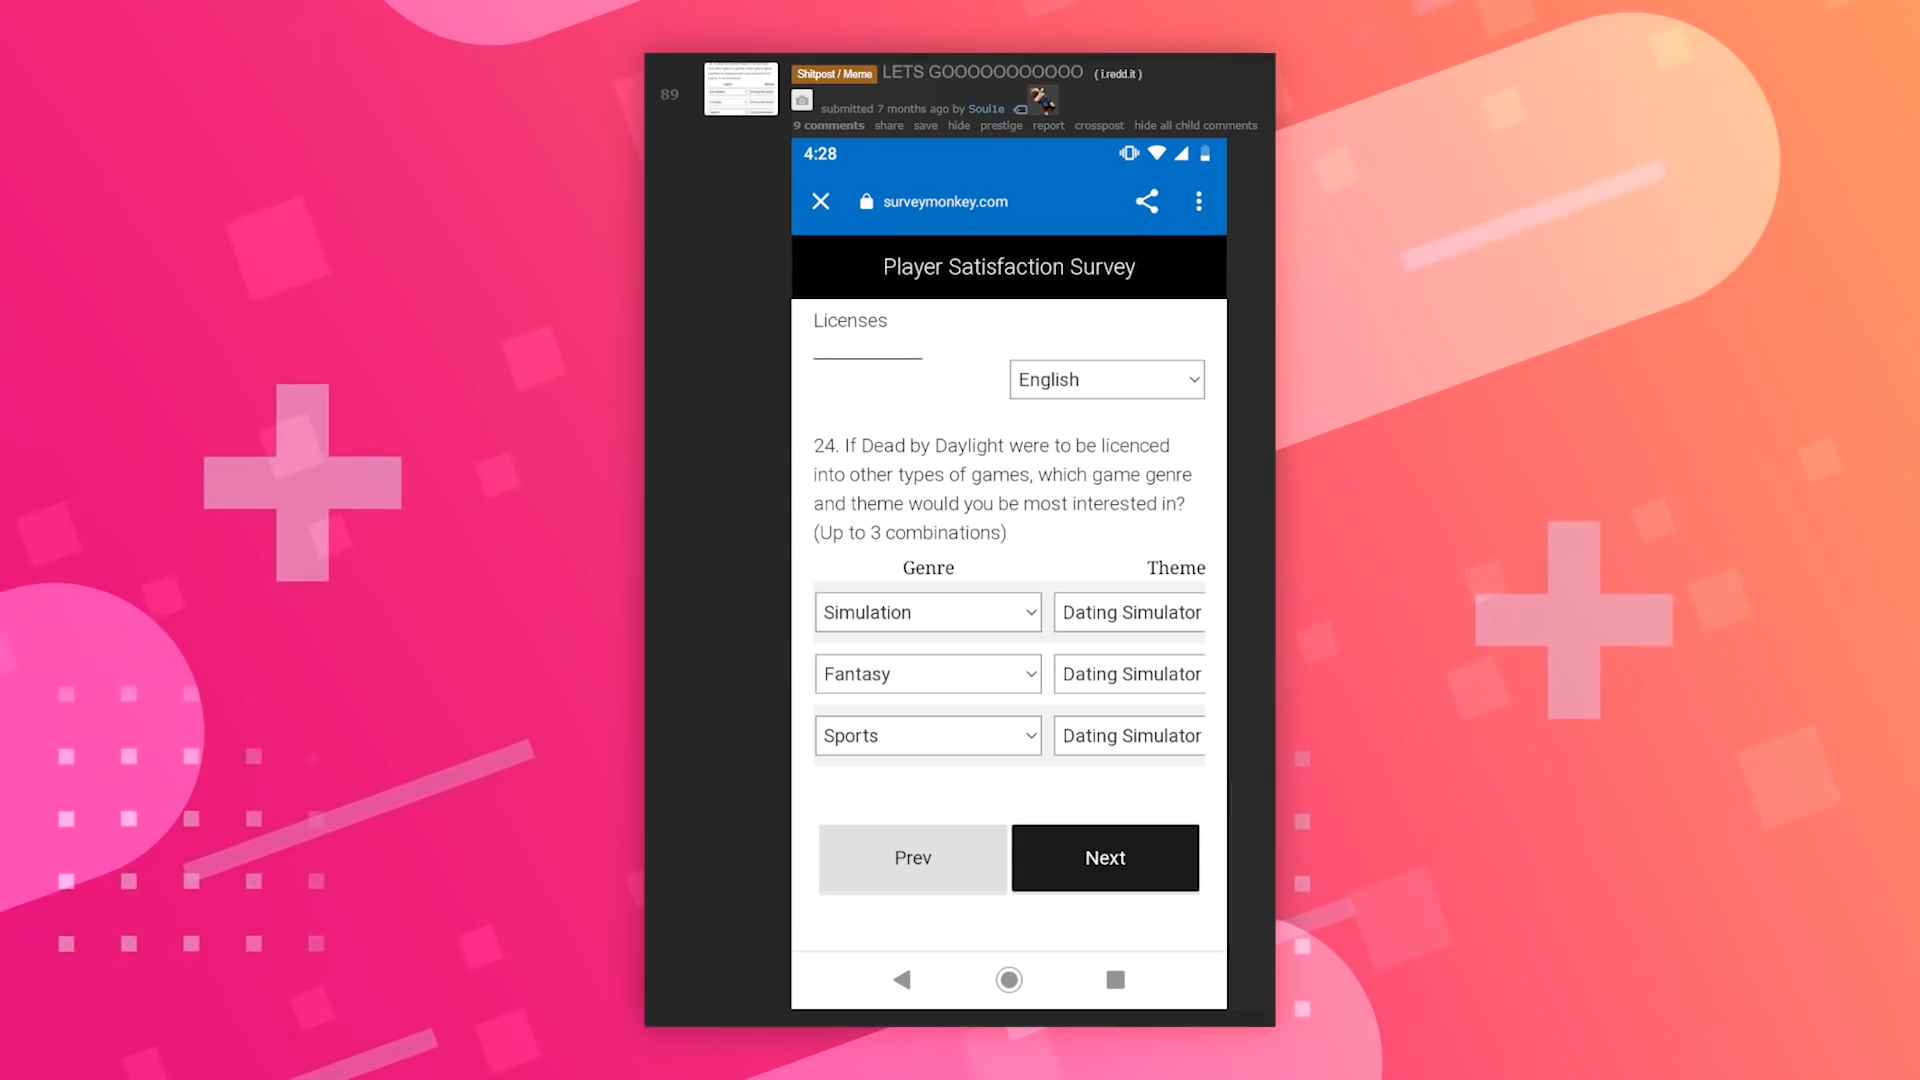 89
Shitpost / Meme LETS GOOOOOOOOOOO ( i.redd.it )
submitted 7 months ago by Soul1e
9 comments share save hide prestige report crosspost hide all child comments
4:28
surveymonkey.com
Player Satisfaction Survey
Licenses
English
24. If Dead by Daylight were to be licenced
into other types of games, which game genre
and theme would you be most interested in?
(Up to 3 combinations)
Genre Theme
Simulation Dating Simulator
Fantasy Dating Simulator
Sports Dating Simulator
Prev Next